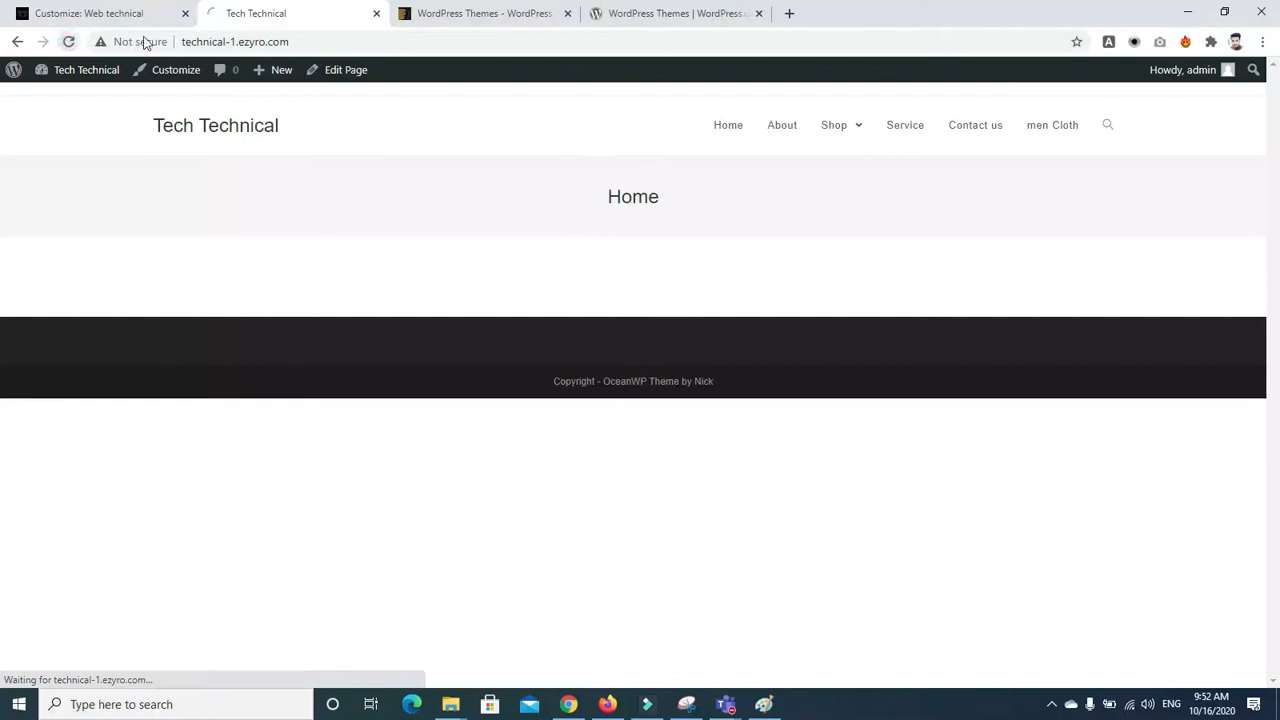 Customize: Web technical
Tech Technical
WordPress Themes - WordPress
WordPress Themes | WordPress.
Not secure
technical-1.ezyro.com
Tech Technical
Customize
0
New
Edit Page
Howdy, admin
Tech Technical
Home
About
Shop
Service
Contact us
men Cloth
Home
Copyright - OceanWP Theme by Nick
Waiting for technical-1.ezyro.com...
Type here to search
ENG
9:52 AM
10/16/2020